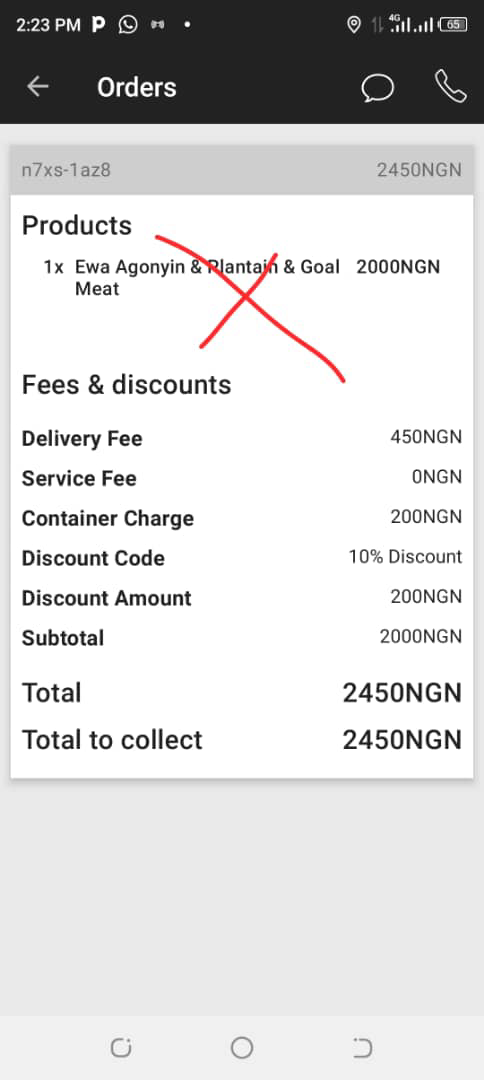 2:23 PM P 4G 65
Orders
n7xs-1az8 2450NGN
Products
1x Ewa Agonyin & Plantain & Goal 2000NGN
Meat
Fees & discounts
Delivery Fee 450NGN
Service Fee 0NGN
Container Charge 200NGN
Discount Code 10% Discount
Discount Amount 200NGN
Subtotal 2000NGN
Total 2450NGN
Total to collect 2450NGN